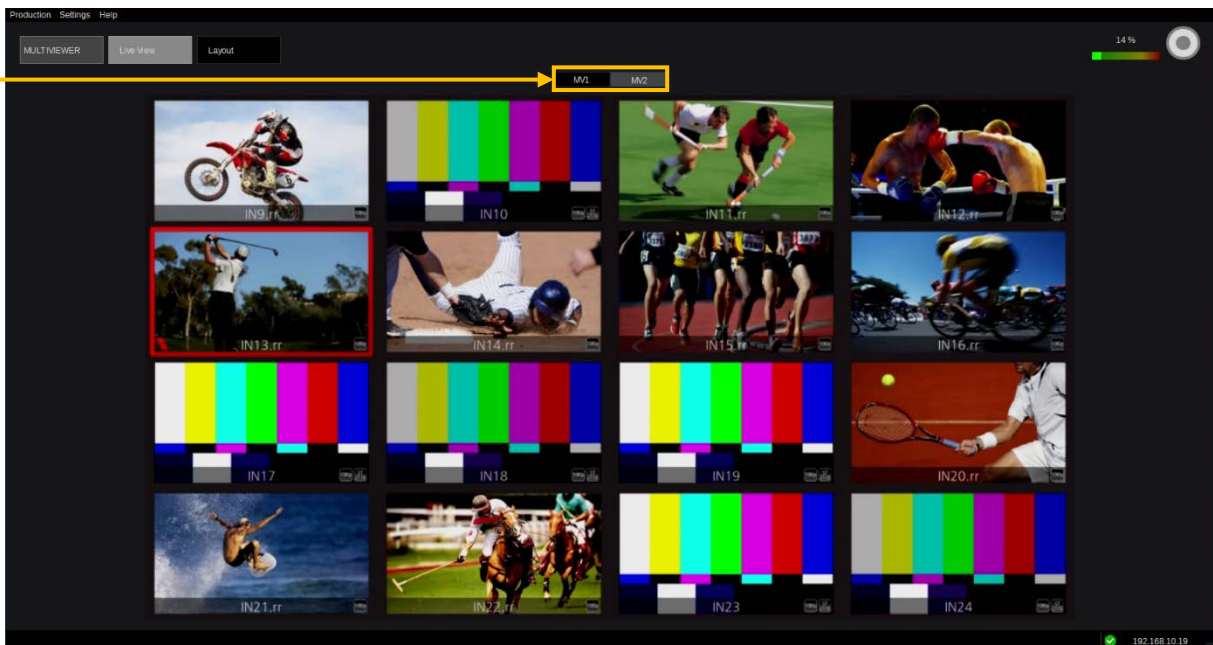 Production Settings Help
MULTIVIEWER Live View Layout
14 %
MV1 MV2
IN9.rr IN10 IN11.rr IN12.rr
IN13.rr IN14.rr IN15.rr IN16.rr
IN17 IN18 IN19 IN20.rr
IN21.rr IN22.rr IN23 IN24
192.168.10.19